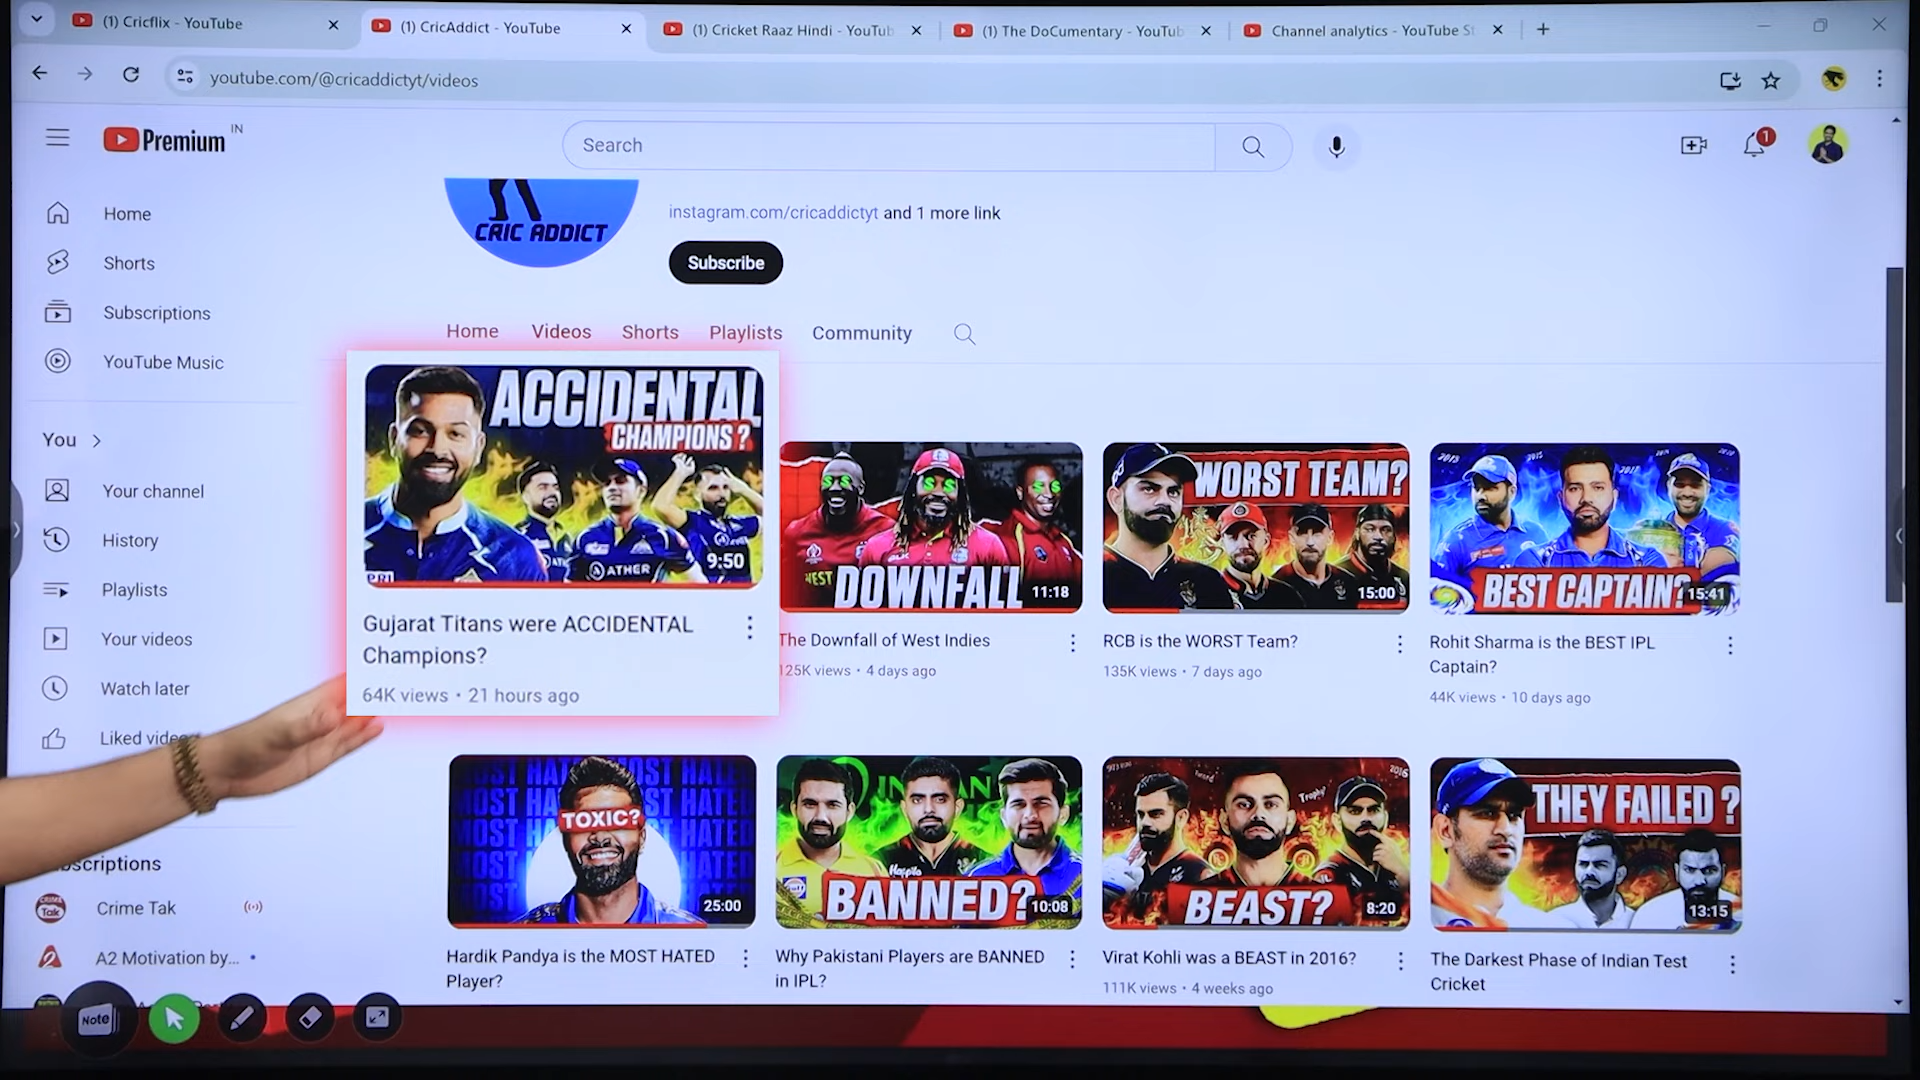 (1) Cricflix - YouTube
(1) CricAddict - YouTube
(1) Cricket Raaz Hindi - YouTub
(1) The DoCumentary - YouTub
Channel analytics - YouTube St
youtube.com/@cricaddictyt/videos
Premium IN
Search
1
Home
Shorts
Subscriptions
YouTube Music
You
Your channel
History
Playlists
Your videos
Watch later
Liked vide
bscriptions
Crime Tak
A2 Motivation by...
CRIC ADDICT
instagram.com/cricaddictyt and 1 more link
Subscribe
Home Videos Shorts Playlists Community
ACCIDENTAL
CHAMPIONS?
ATHER
9:50
Gujarat Titans were ACCIDENTAL
Champions?
64K views • 21 hours ago
WEST
DOWNFALL
11:18
The Downfall of West Indies
125K views • 4 days ago
WORST TEAM?
15:00
RCB is the WORST Team?
135K views • 7 days ago
BEST CAPTAIN?
15:41
Rohit Sharma is the BEST IPL
Captain?
44K views • 10 days ago
TOXIC?
25:00
Hardik Pandya is the MOST HATED
Player?
BANNED?
10:08
Why Pakistani Players are BANNED
in IPL?
2016
Trophy?
BEAST?
8:20
Virat Kohli was a BEAST in 2016?
111K views • 4 weeks ago
THEY FAILED ?
13:15
The Darkest Phase of Indian Test
Cricket
Note